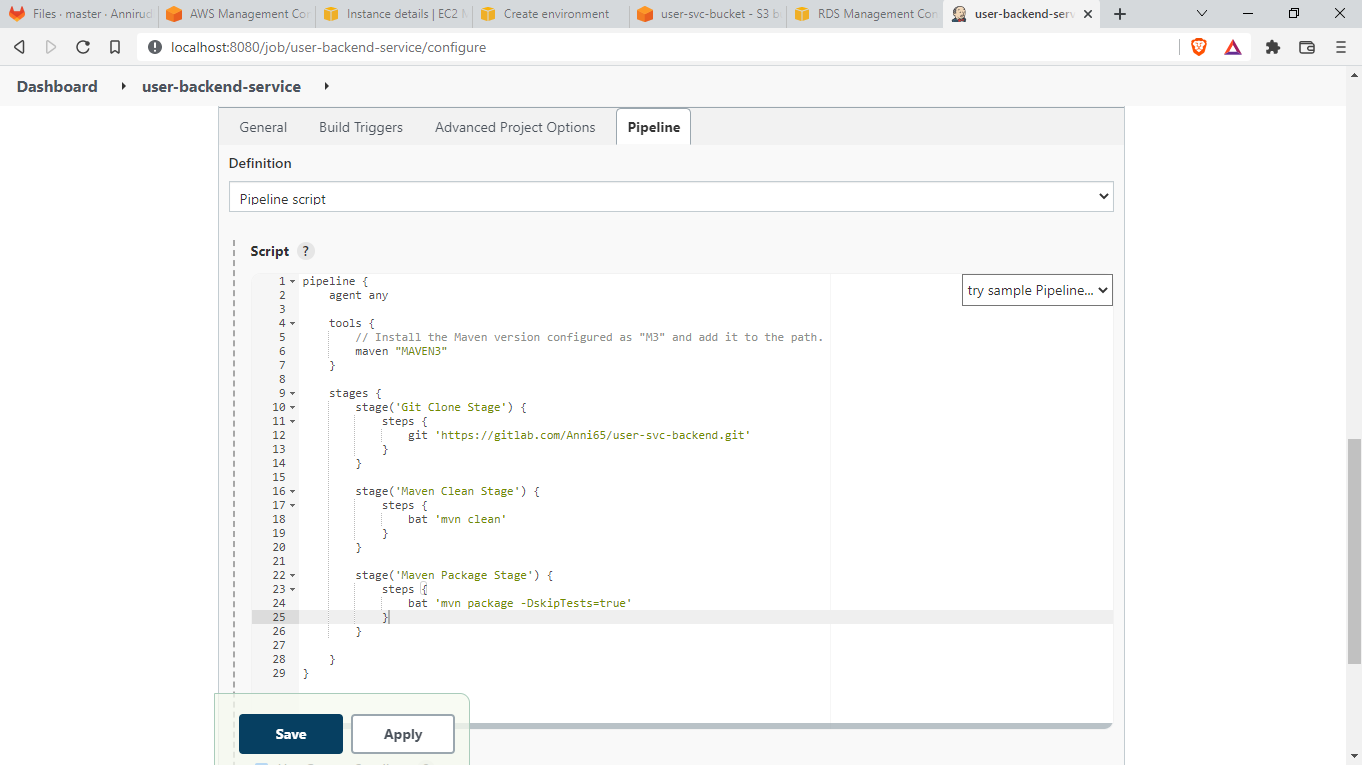 Files · master · Annirud
AWS Management Con
Instance details | EC2 M
Create environment
user-svc-bucket - S3 b
RDS Management Con
user-backend-serv
localhost:8080/job/user-backend-service/configure
Dashboard
user-backend-service
General
Build Triggers
Advanced Project Options
Pipeline
Definition
Pipeline script
Script ?
try sample Pipeline...
1 pipeline {
2 agent any
3
4 tools {
5 // Install the Maven version configured as "M3" and add it to the path.
6 maven "MAVEN3"
7 }
8
9 stages {
10 stage('Git Clone Stage') {
11 steps {
12 git 'https://gitlab.com/Anni65/user-svc-backend.git'
13 }
14 }
15
16 stage('Maven Clean Stage') {
17 steps {
18 bat 'mvn clean'
19 }
20 }
21
22 stage('Maven Package Stage') {
23 steps {
24 bat 'mvn package -DskipTests=true'
25 }
26 }
27
28 }
29 }
Save
Apply